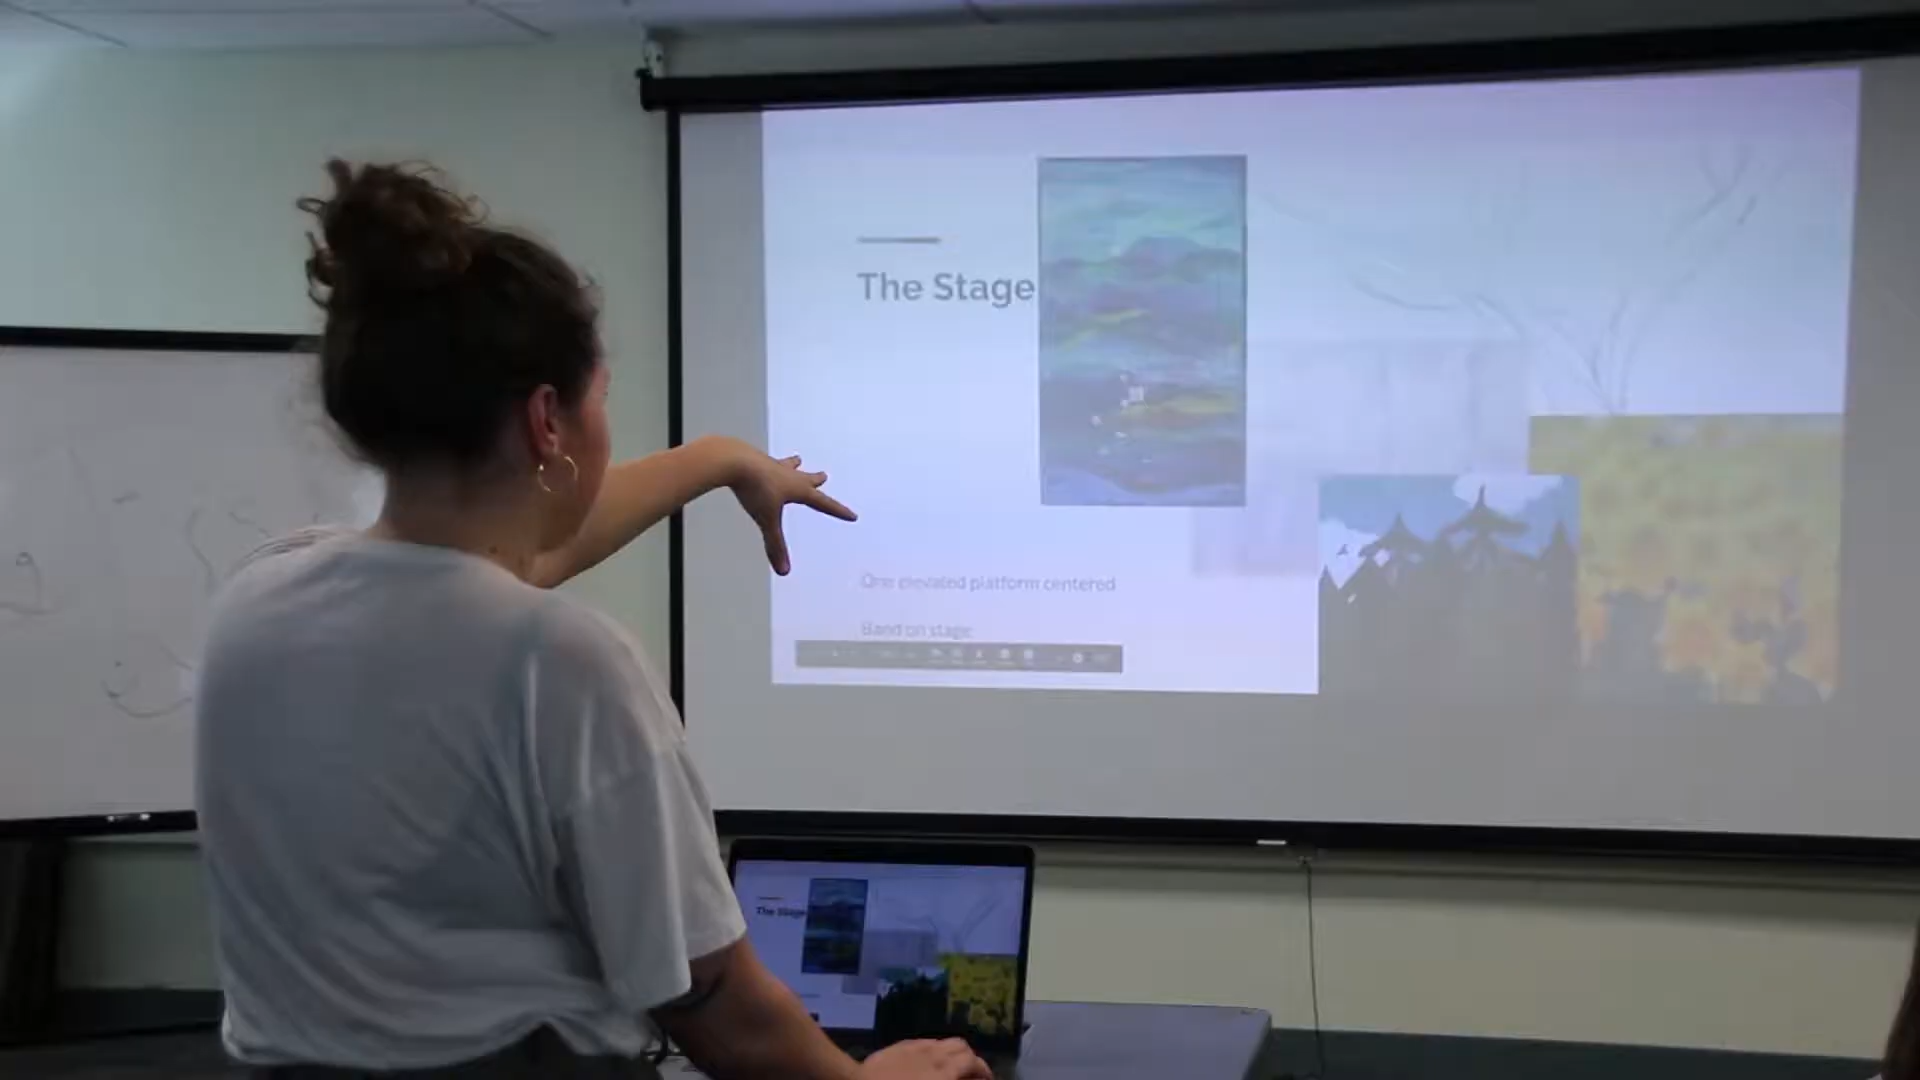 The Stage
One elevated platform centered
Band on stage
The Stage